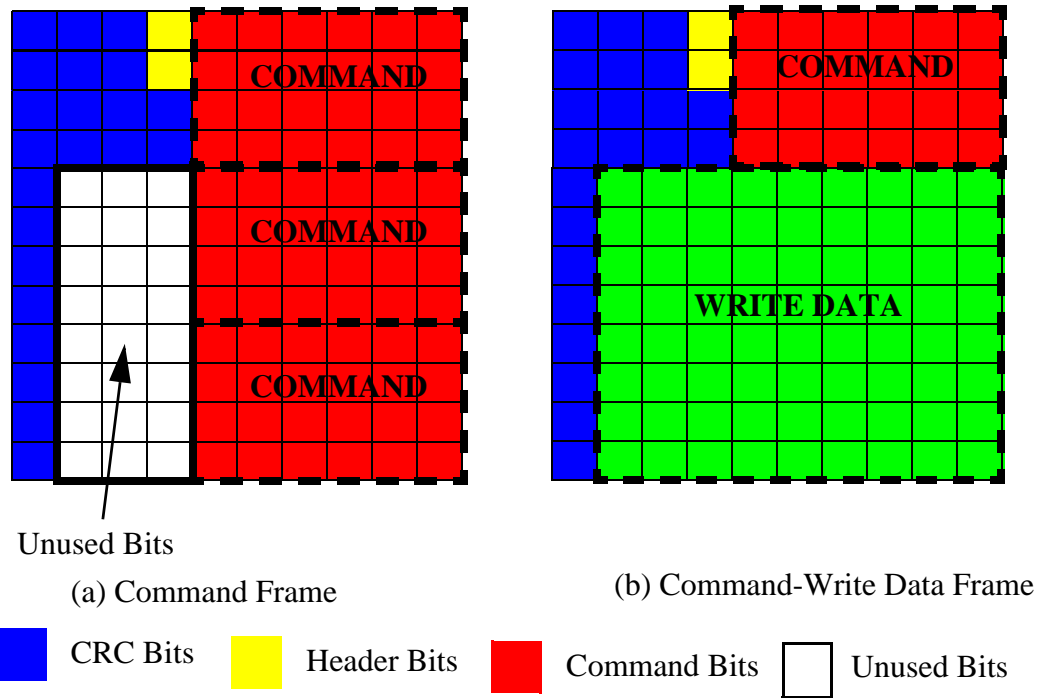 COMMAND
COMMAND
COMMAND
COMMAND
WRITE DATA
Unused Bits
(a) Command Frame
(b) Command-Write Data Frame
CRC Bits
Header Bits
Command Bits
Unused Bits